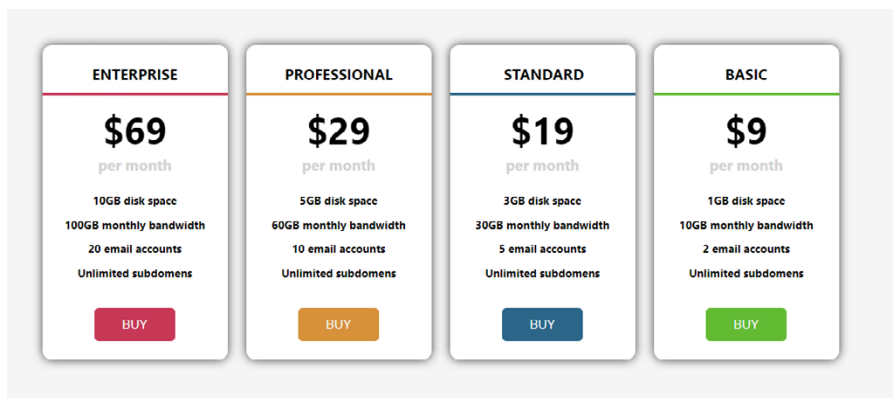 ENTERPRISE
$69
per month
10GB disk space
100GB monthly bandwidth
20 email accounts
Unlimited subdomens
BUY
PROFESSIONAL
$29
per month
5GB disk space
60GB monthly bandwidth
10 email accounts
Unlimited subdomens
BUY
STANDARD
$19
per month
3GB disk space
30GB monthly bandwidth
5 email accounts
Unlimited subdomens
BUY
BASIC
$9
per month
1GB disk space
10GB monthly bandwidth
2 email accounts
Unlimited subdomens
BUY